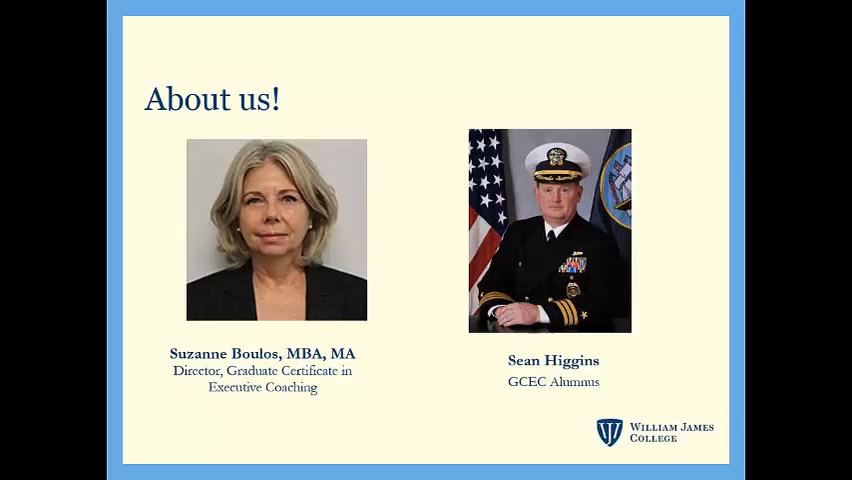 About us!
Suzanne Boulos, MBA, MA
Director, Graduate Certificate in
Executive Coaching
Sean Higgins
GCEC Alumnus
WILLIAM JAMES
COLLEGE